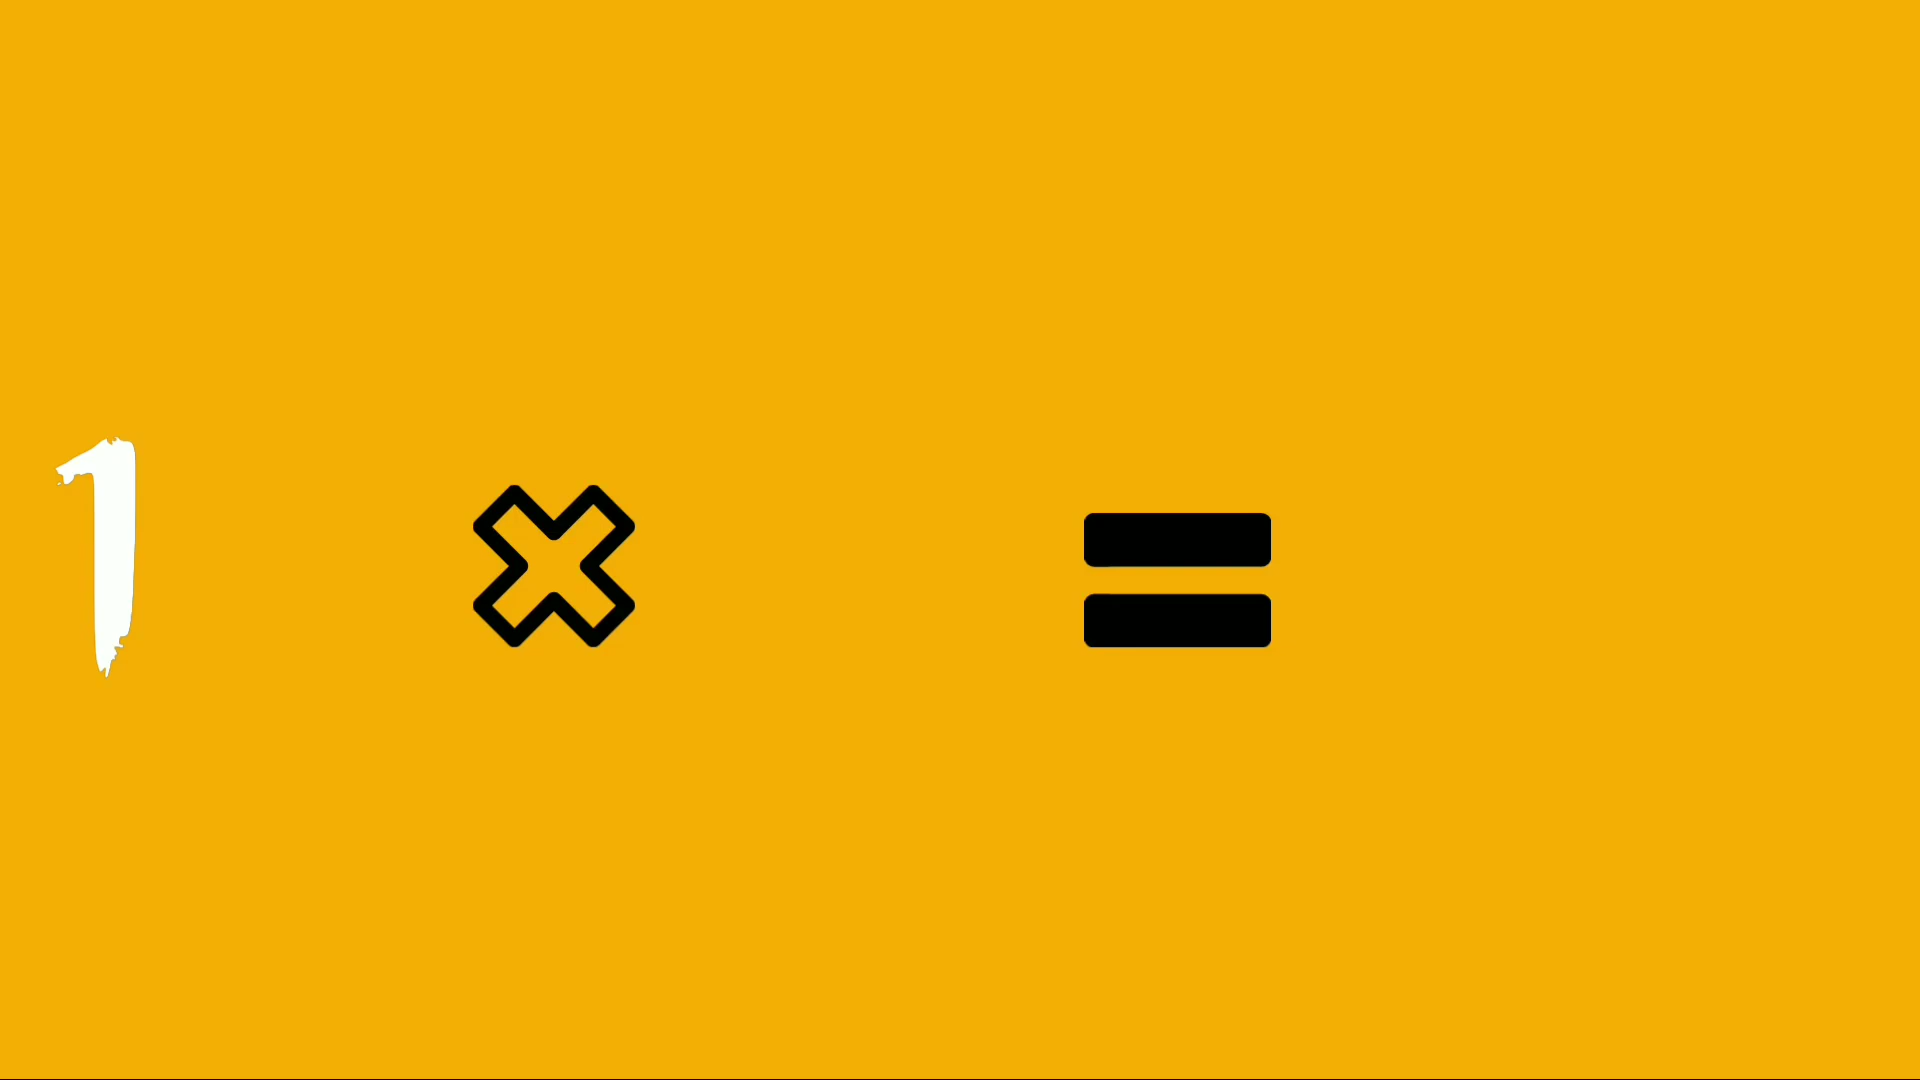 1 × =